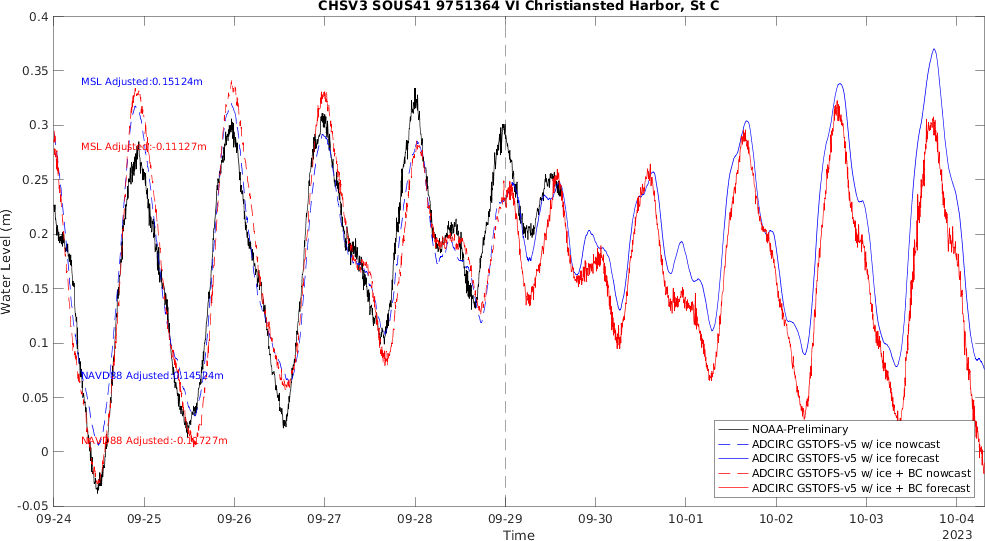 CHSV3 SOUS41 9751364 VI Christiansted Harbor, St C
0.4
0.35
0.3
0.25
0.2
0.15
0.1
0.05
0
-0.05
Water Level (m)
MSL Adjusted:0.15124m
MSL Adjusted:-0.11127m
NAVD88 Adjusted:0.14524m
NAVD88 Adjusted:-0.11727m
NOAA-Preliminary
ADCIRC GSTOFS-v5 w/ ice nowcast
ADCIRC GSTOFS-v5 w/ ice forecast
ADCIRC GSTOFS-v5 w/ ice + BC nowcast
ADCIRC GSTOFS-v5 w/ ice + BC forecast
09-24 09-25 09-26 09-27 09-28 09-29 09-30 10-01 10-02 10-03 10-04
2023
Time